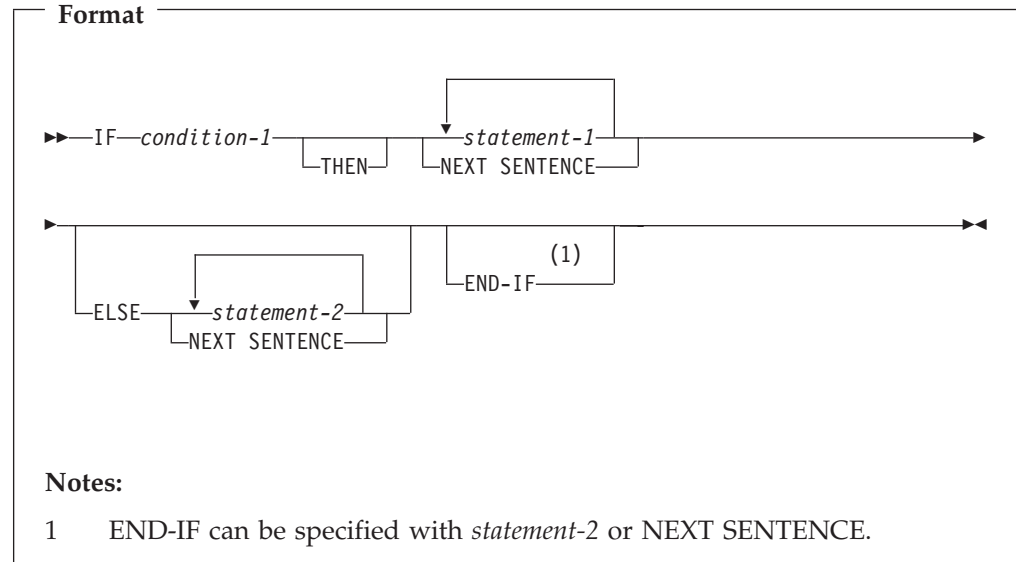 Format
IF condition-1
THEN
statement-1
NEXT SENTENCE
ELSE
statement-2
NEXT SENTENCE
(1)
END-IF
Notes:
1 END-IF can be specified with statement-2 or NEXT SENTENCE.